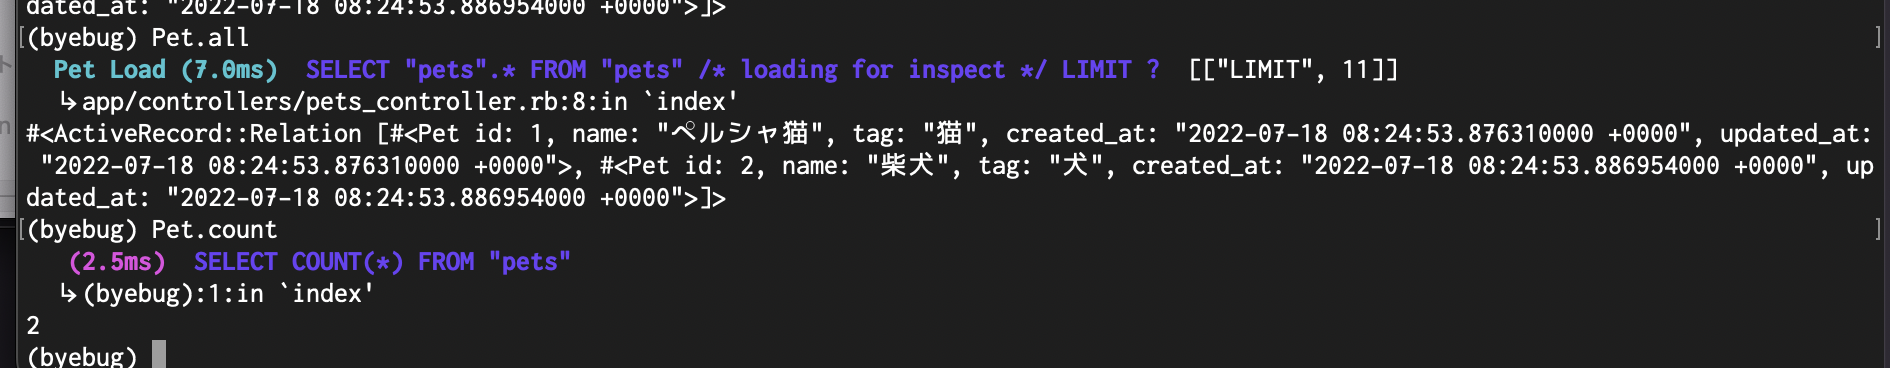 dated_at: "2022-07-18 08:24:53.886954000 +0000">]>
[(byebug) Pet.all ]
Pet Load (7.0ms)  SELECT "pets".* FROM "pets" /* loading for inspect */ LIMIT ?  [["LIMIT", 11]]
↳ app/controllers/pets_controller.rb:8:in `index'
#<ActiveRecord::Relation [#<Pet id: 1, name: "ペルシャ猫", tag: "猫", created_at: "2022-07-18 08:24:53.876310000 +0000", updated_at:
"2022-07-18 08:24:53.876310000 +0000">, #<Pet id: 2, name: "柴犬", tag: "犬", created_at: "2022-07-18 08:24:53.886954000 +0000", up
dated_at: "2022-07-18 08:24:53.886954000 +0000">]>
[(byebug) Pet.count ]
(2.5ms)  SELECT COUNT(*) FROM "pets"
↳ (byebug):1:in `index'
2
(byebug)